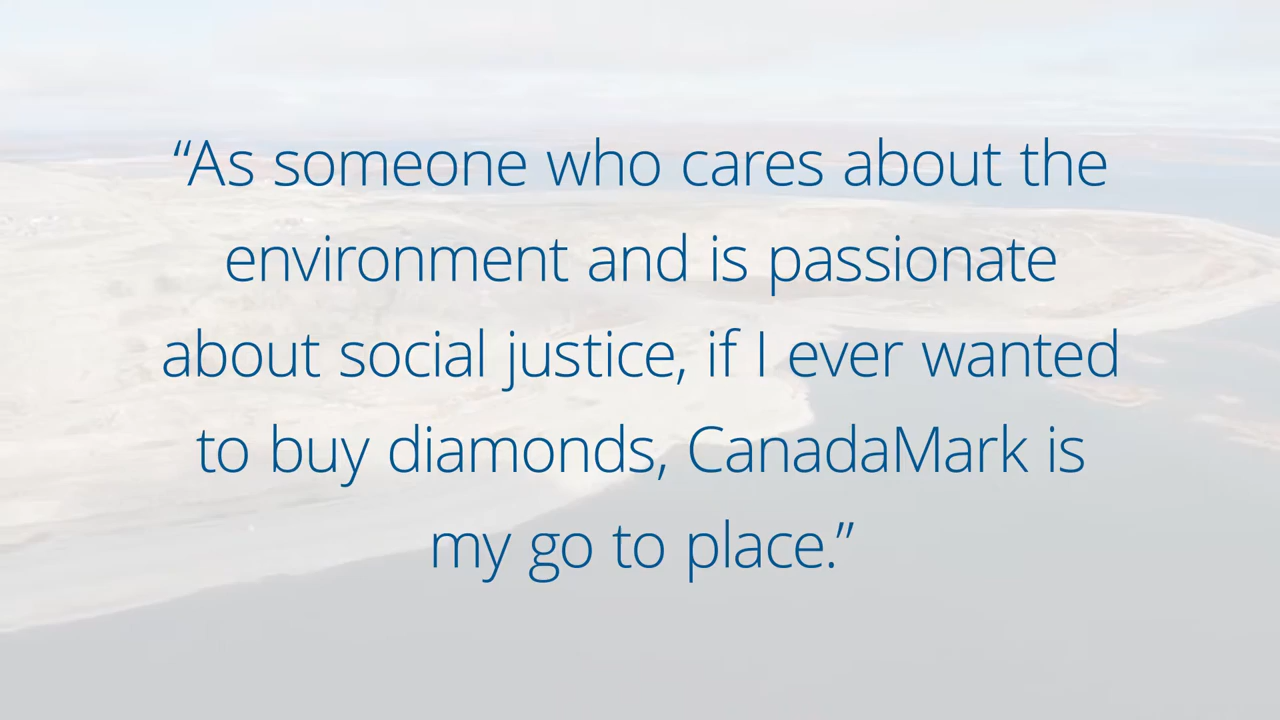 “As someone who cares about the
environment and is passionate
about social justice, if I ever wanted
to buy diamonds, CanadaMark is
my go to place.”